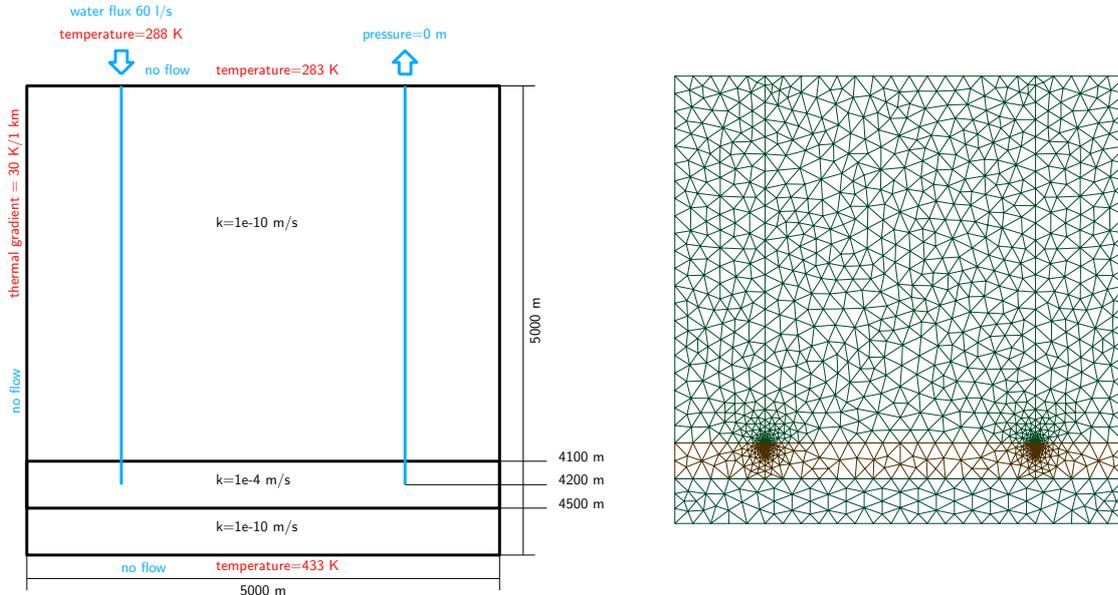 water flux 60 l/s
temperature=288 K
pressure=0 m
no flow
temperature=283 K
thermal gradient = 30 K/1 km
k=1e-10 m/s
5000 m
no flow
4100 m
k=1e-4 m/s
4200 m
4500 m
k=1e-10 m/s
no flow
temperature=433 K
5000 m